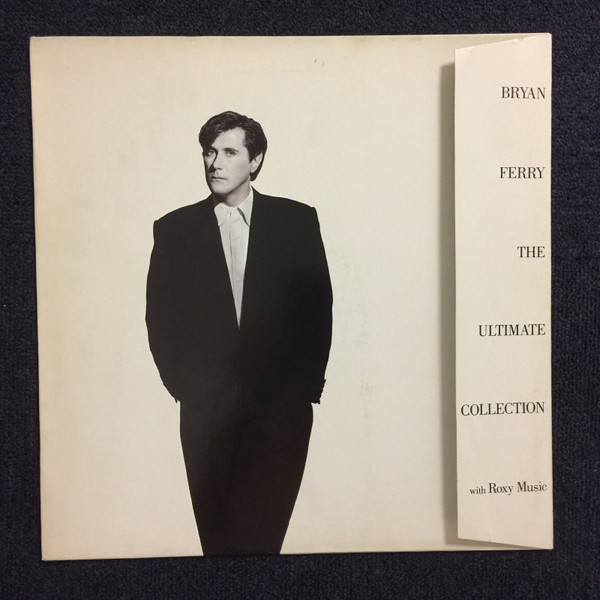 BRYAN
FERRY
THE
ULTIMATE
COLLECTION
with Roxy Music